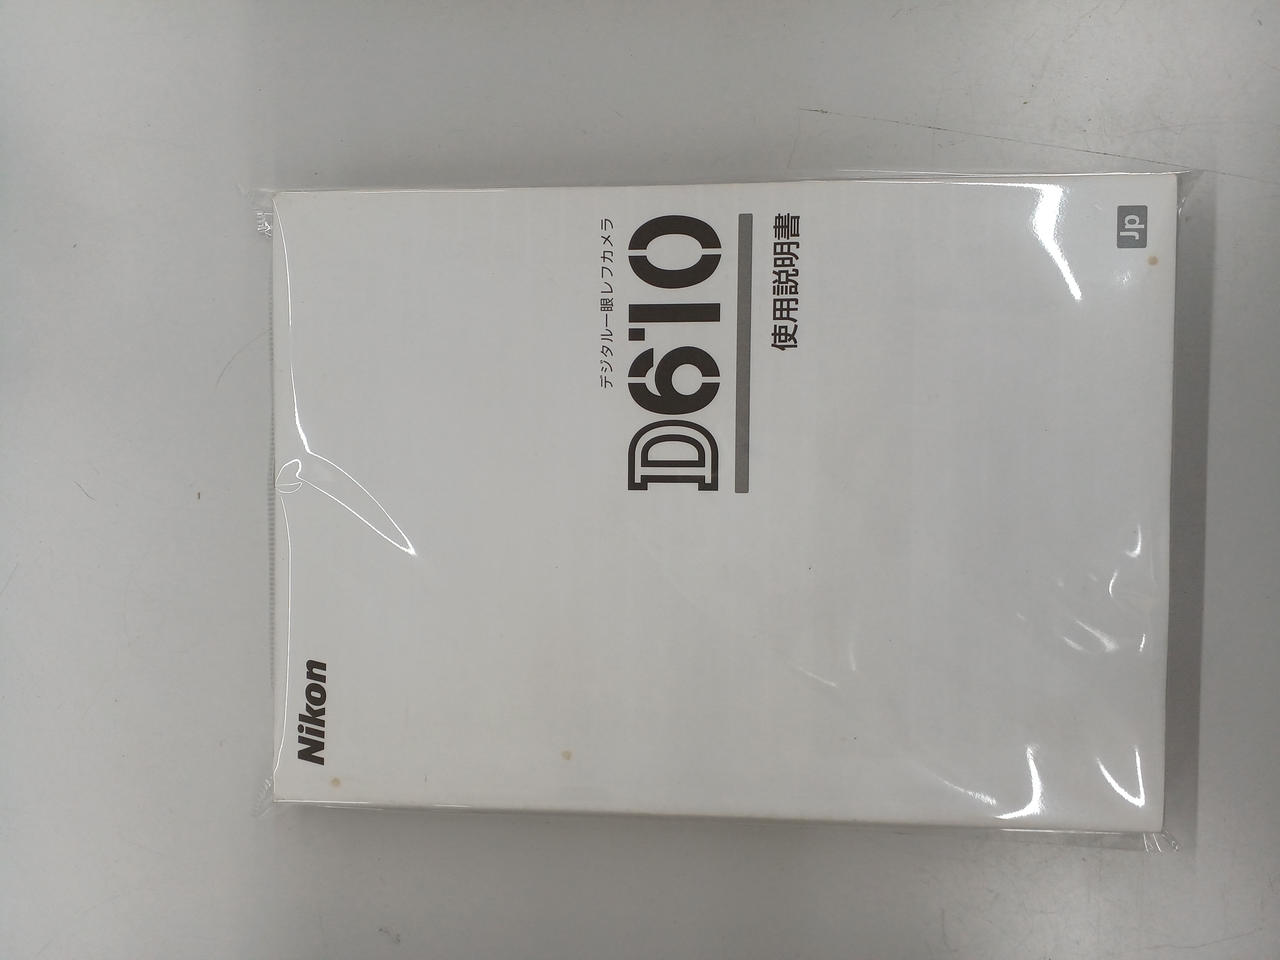 Nikon
デジタル一眼レフカメラ
D610
使用説明書
Jp